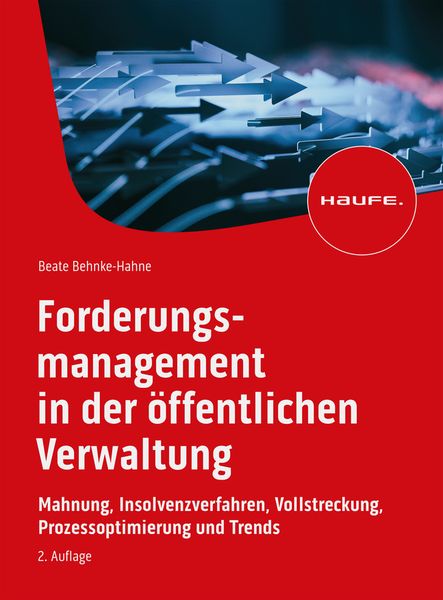 HAUFE.
Beate Behnke-Hahne
Forderungs-
management
in der öffentlichen
Verwaltung
Mahnung, Insolvenzverfahren, Vollstreckung,
Prozessoptimierung und Trends
2. Auflage